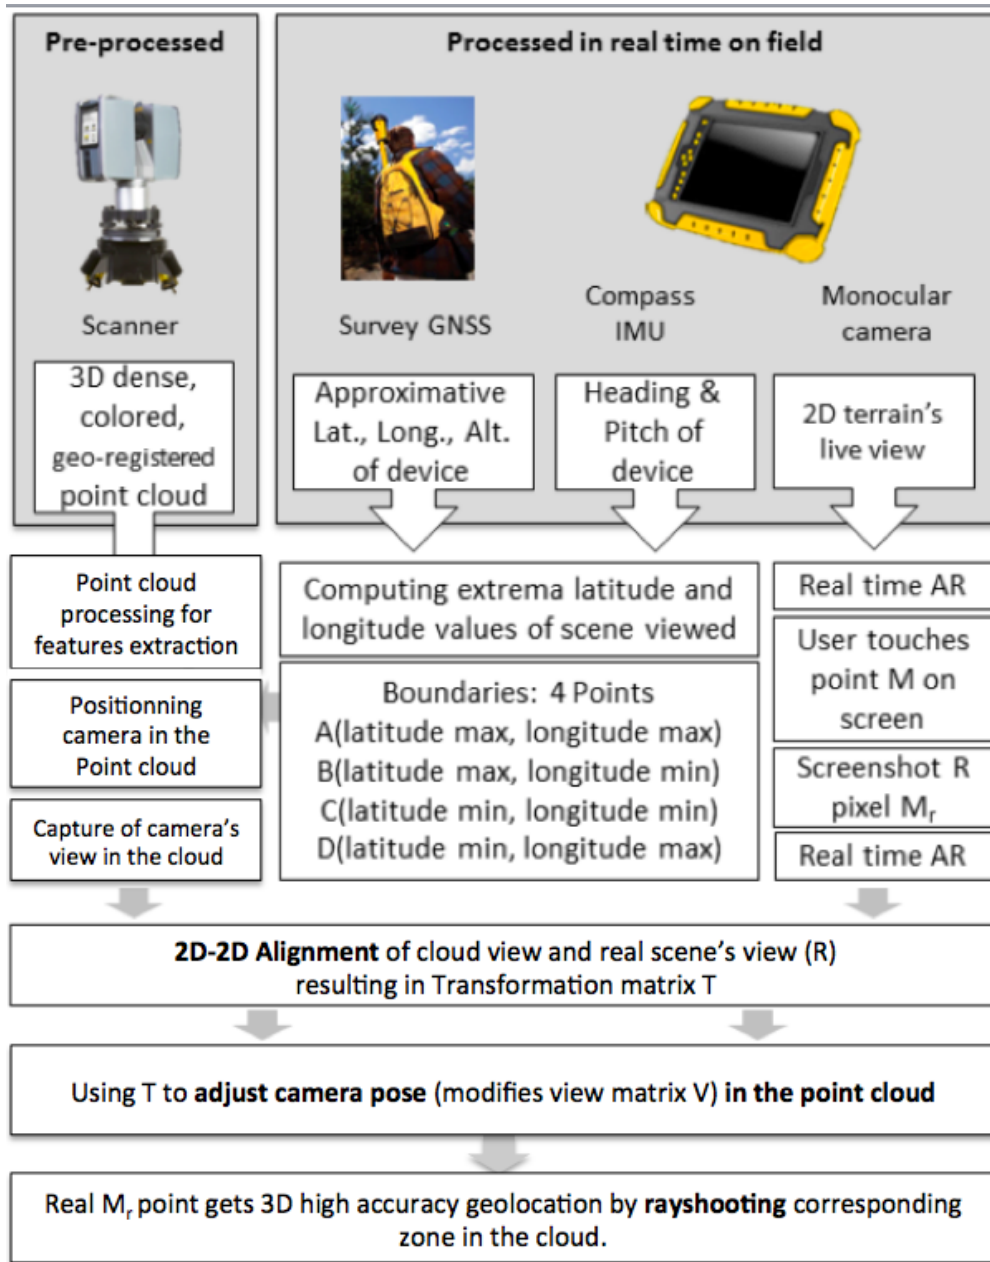 Pre-processed
Scanner
3D dense,
colored,
geo-registered
point cloud
Processed in real time on field
Survey GNSS
Compass
IMU
Monocular
camera
Approximative
Lat., Long., Alt.
of device
Heading &
Pitch of
device
2D terrain's
live view
Point cloud
processing for
features extraction
Positionning
camera in the
Point cloud
Capture of camera's
view in the cloud
Computing extrema latitude and
longitude values of scene viewed
Boundaries: 4 Points
A(latitude max, longitude max)
B(latitude max, longitude min)
C(latitude min, longitude min)
D(latitude min, longitude max)
Real time AR
User touches
point M on
screen
Screenshot R
pixel Mr
Real time AR
2D-2D Alignment of cloud view and real scene's view (R)
resulting in Transformation matrix T
Using T to adjust camera pose (modifies view matrix V) in the point cloud
Real Mr point gets 3D high accuracy geolocation by rayshooting corresponding
zone in the cloud.